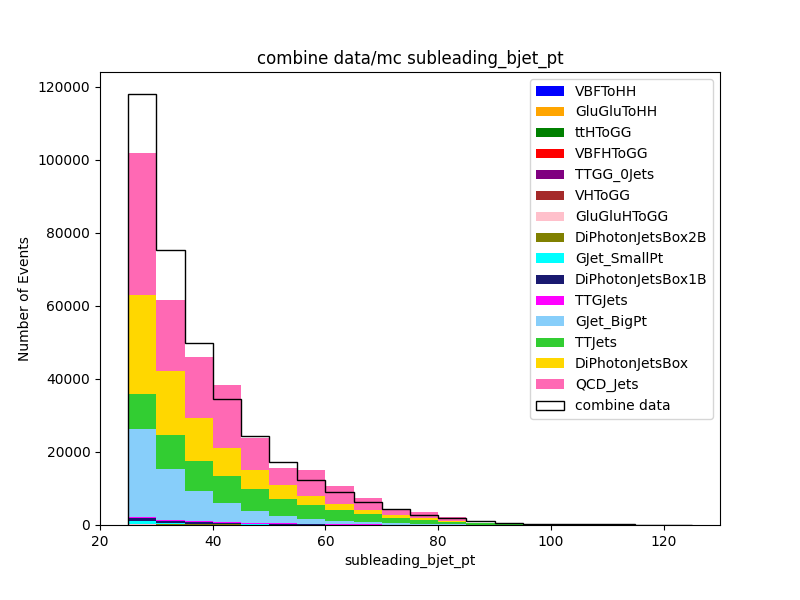 combine data/mc subleading_bjet_pt
120000
100000
80000
60000
40000
20000
0
Number of Events
20
40
60
80
100
120
subleading_bjet_pt
VBFToHH
GluGluToHH
ttHToGG
VBFHToGG
TTGG_0Jets
VHToGG
GluGluHToGG
DiPhotonJetsBox2B
GJet_SmallPt
DiPhotonJetsBox1B
TTGJets
GJet_BigPt
TTJets
DiPhotonJetsBox
QCD_Jets
combine data